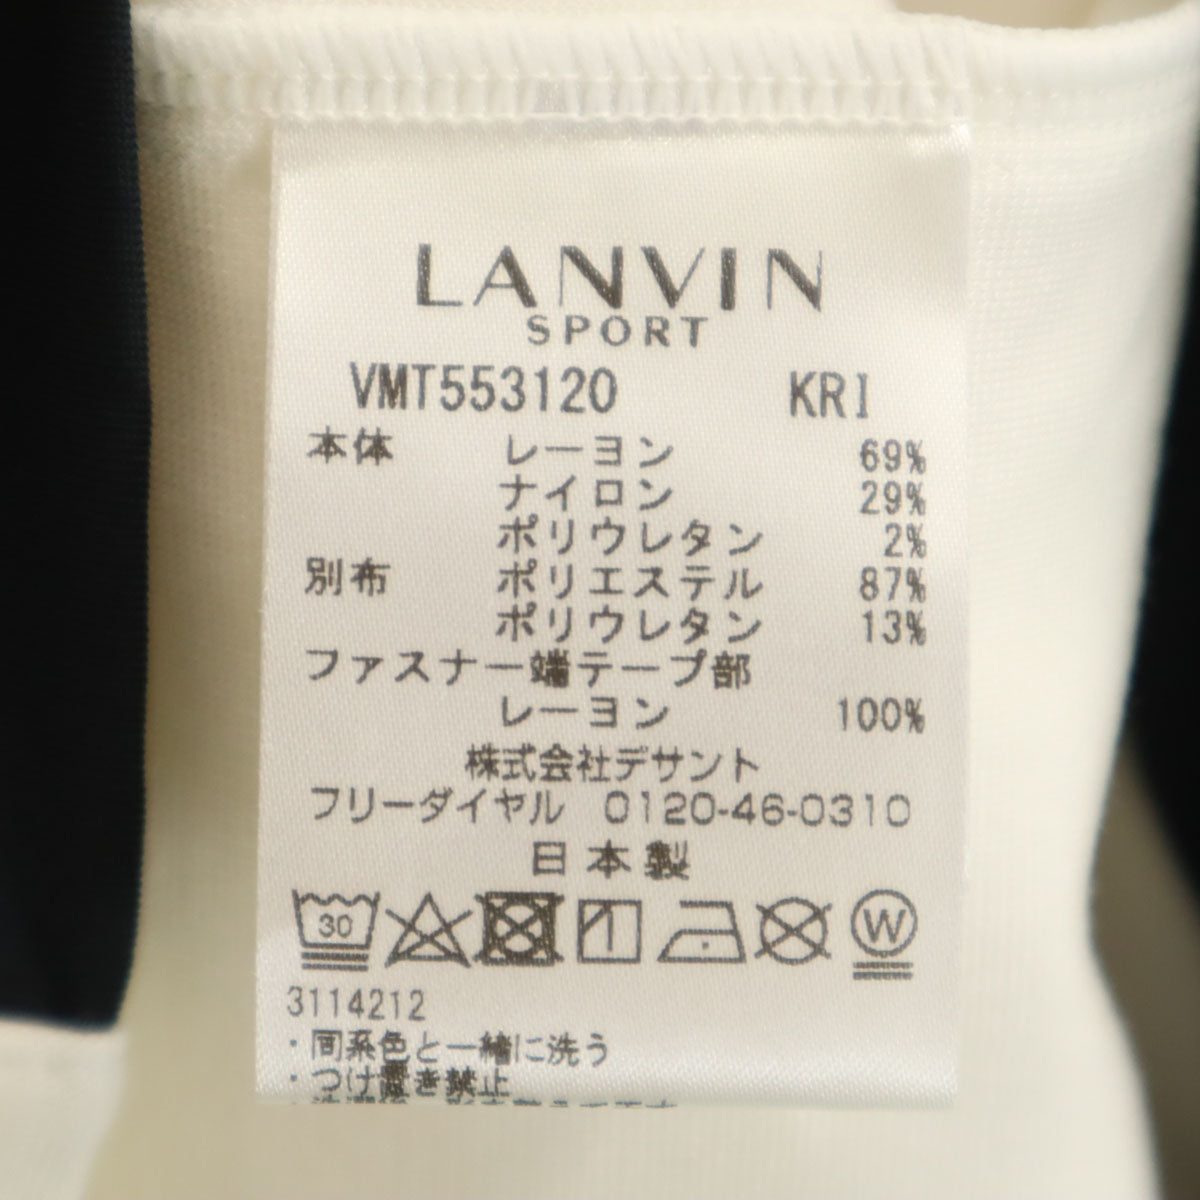 LANVIN
SPORT
VMT553120 KRI
本体 レーヨン 69%
ナイロン 29%
ポリウレタン 2%
別布 ポリエステル 87%
ポリウレタン 13%
ファスナー端テープ部
レーヨン 100%
株式会社デサント
フリーダイヤル 0120-46-0310
日本製
30 W
3114212
・同系色と一緒に洗う
・つけ置き禁止